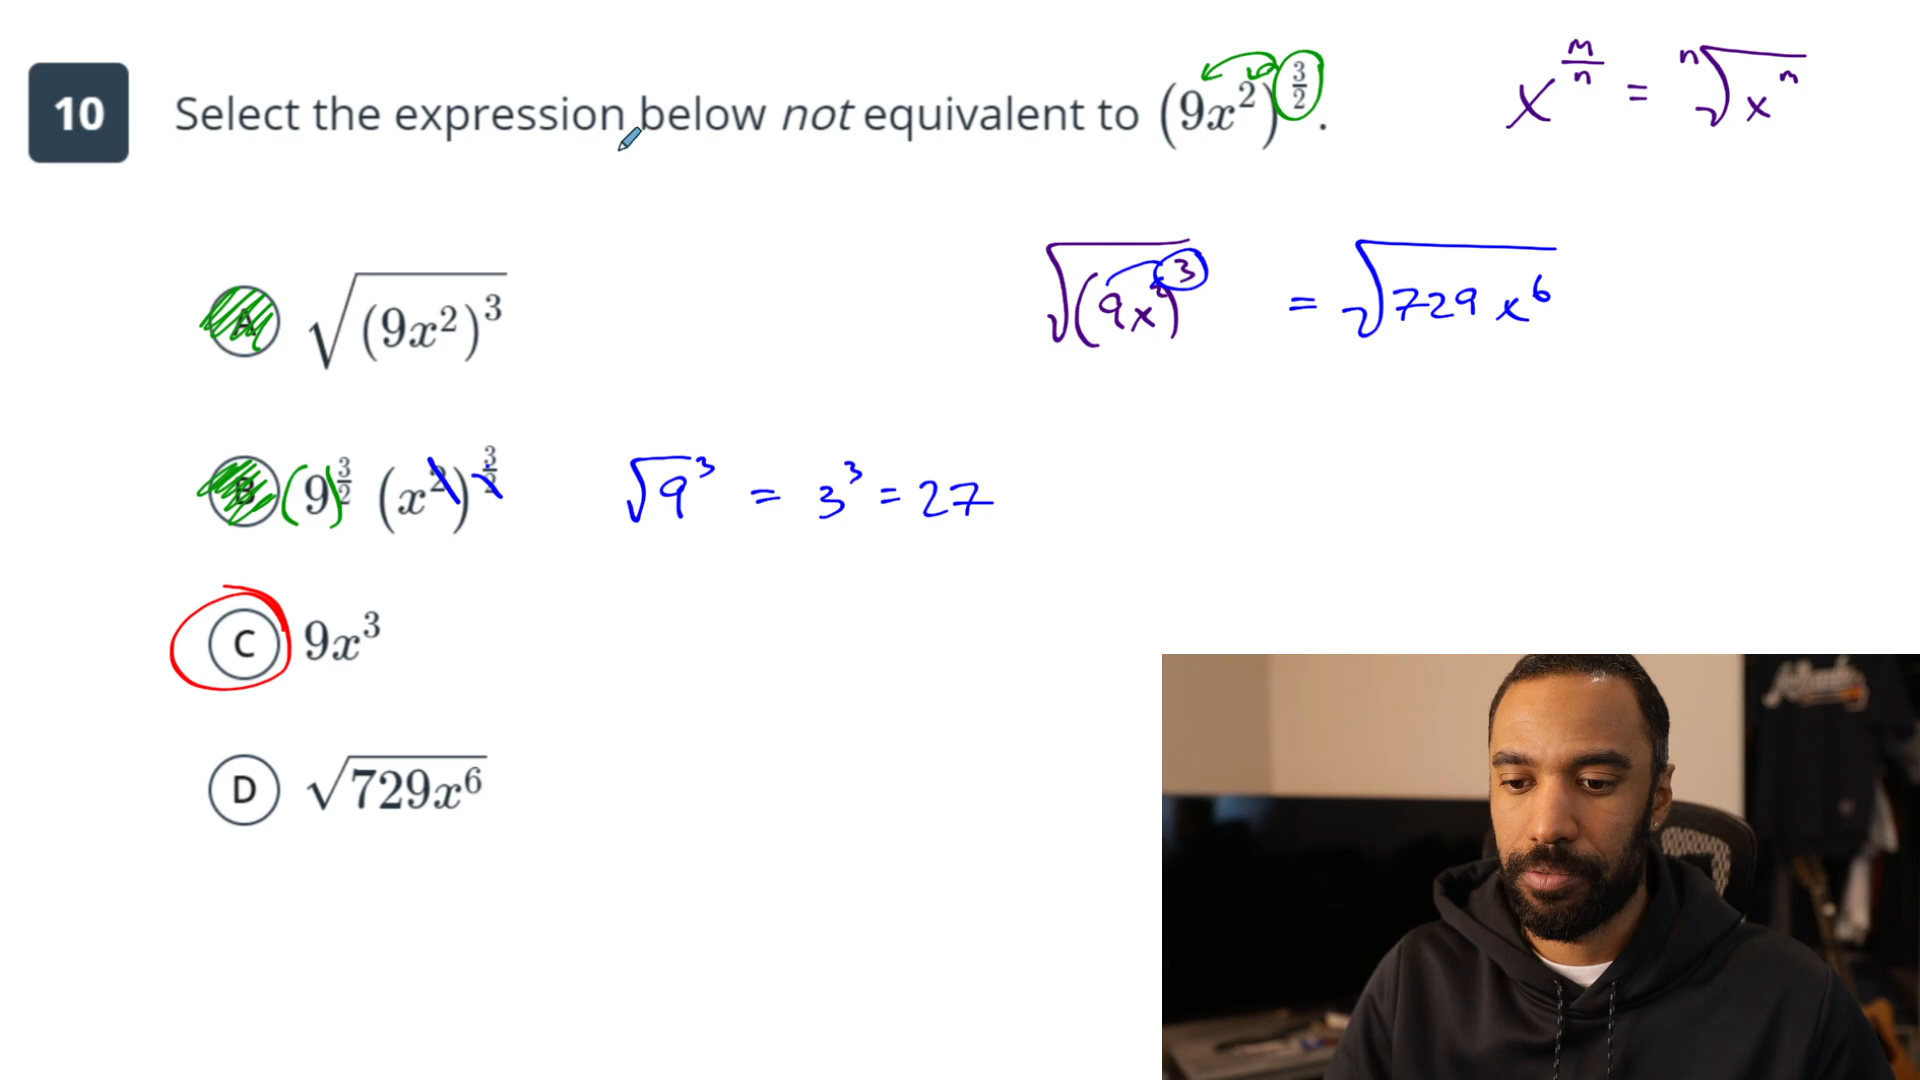 10 Select the expression below not equivalent to (9x²)^(3/2).
x^(m/n) = ⁿ√x^m
A √(9x²)³
√(9x²)³ = √729x⁶
B (9)^(3/2) (x²)^(3/2)
√9³ = 3³ = 27
C 9x³
D √729x⁶